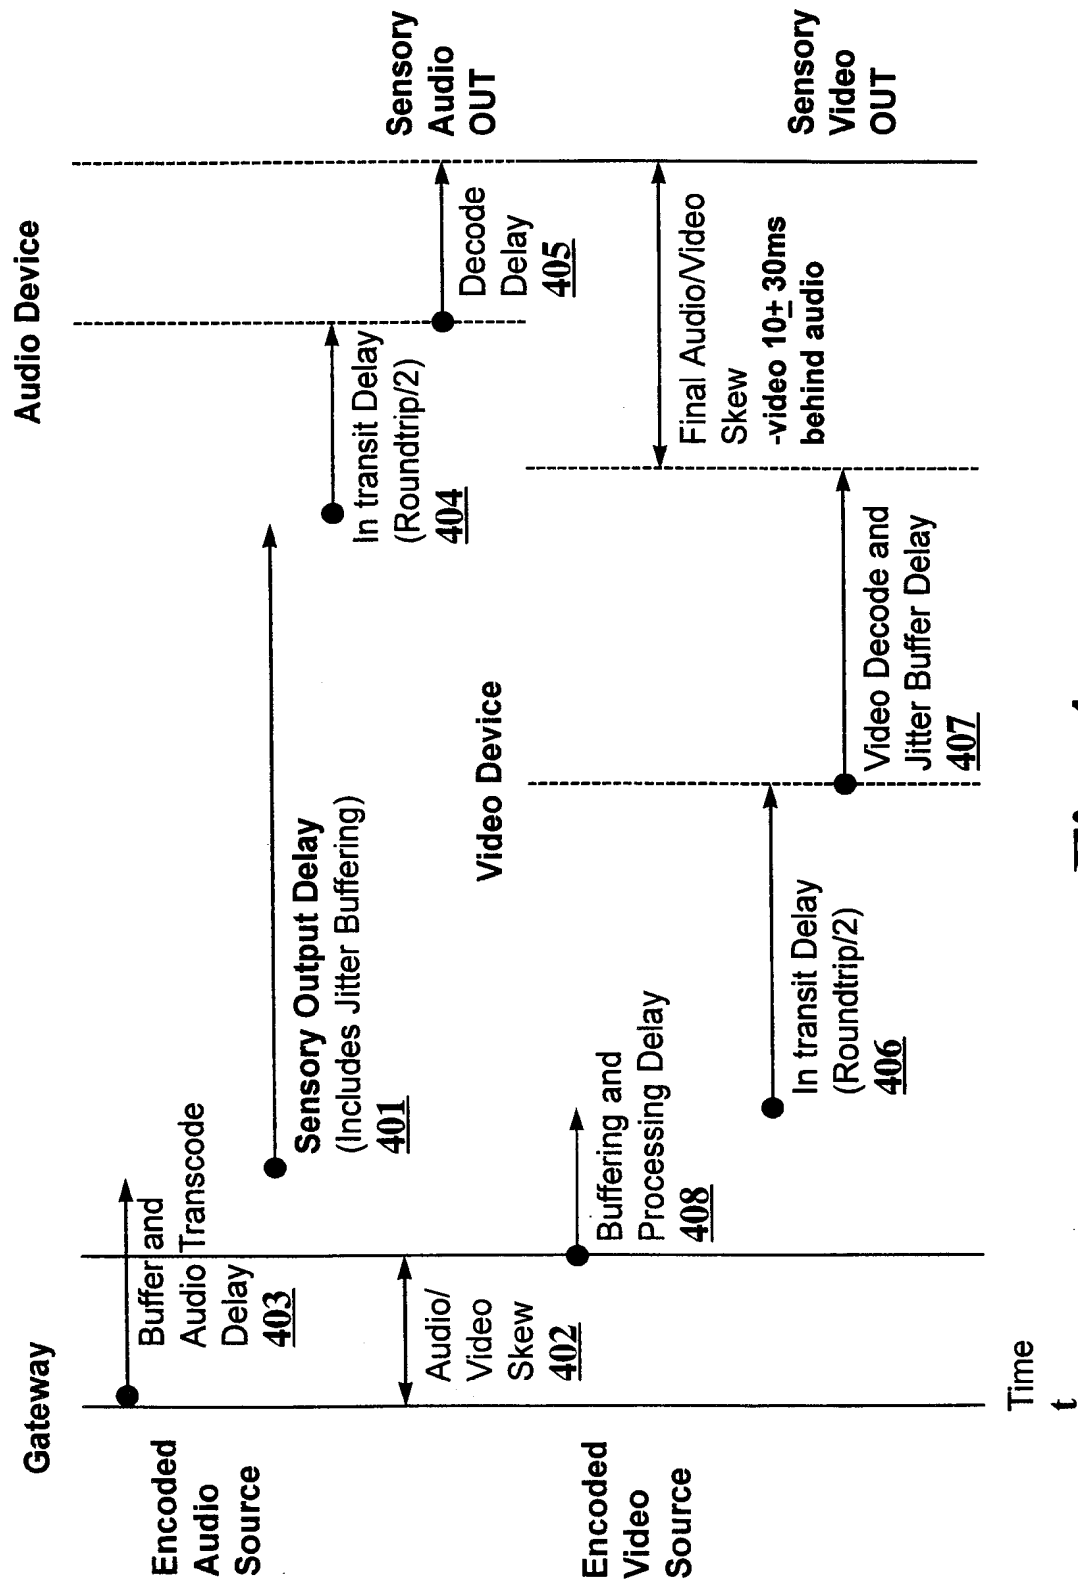 Gateway
Audio Device
Encoded
Audio
Source
Buffer and
Audio Transcode
Delay
403
Sensory Output Delay
(Includes Jitter Buffering)
401
In transit Delay
(Roundtrip/2)
404
Decode
Delay
405
Sensory
Audio
OUT
Audio/
Video
Skew 402
Video Device
Encoded
Video
Source
Buffering and
Processing Delay
408
In transit Delay
(Roundtrip/2)
406
Video Decode and
Jitter Buffer Delay
407
Final Audio/Video
Skew
-video 10± 30ms
behind audio
Sensory
Video
OUT
Time
t